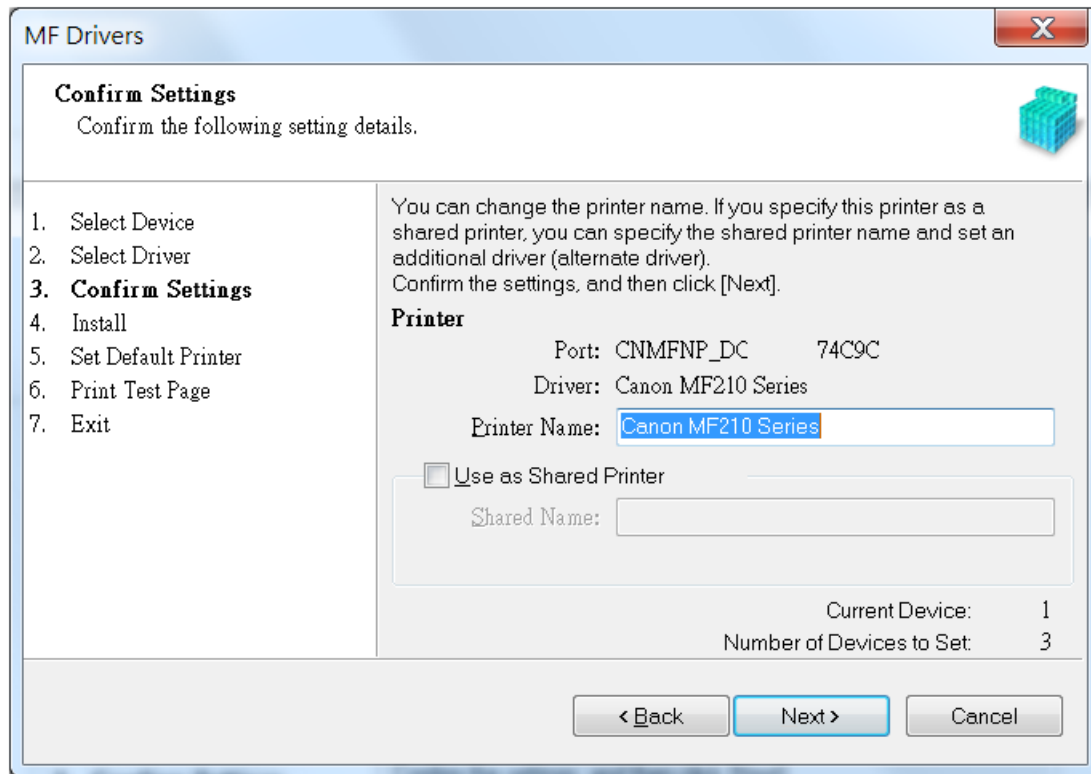 MF Drivers
Confirm Settings
Confirm the following setting details.
1. Select Device
2. Select Driver
3. Confirm Settings
4. Install
5. Set Default Printer
6. Print Test Page
7. Exit
You can change the printer name. If you specify this printer as a
shared printer, you can specify the shared printer name and set an
additional driver (alternate driver).
Confirm the settings, and then click [Next].
Printer
Port: CNMFNP_DC 74C9C
Driver: Canon MF210 Series
Printer Name: Canon MF210 Series
Use as Shared Printer
Shared Name:
Current Device: 1
Number of Devices to Set: 3
< Back Next > Cancel